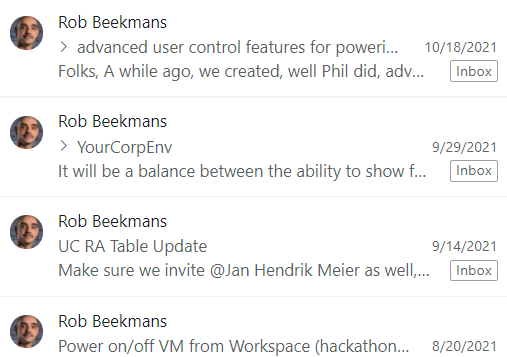 Rob Beekmans
advanced user control features for poweri... 10/18/2021
Folks, A while ago, we created, well Phil did, adv... Inbox
Rob Beekmans
YourCorpEnv 9/29/2021
It will be a balance between the ability to show f... Inbox
Rob Beekmans
UC RA Table Update 9/14/2021
Make sure we invite @Jan Hendrik Meier as well,... Inbox
Rob Beekmans
Power on/off VM from Workspace (hackathon... 8/20/2021